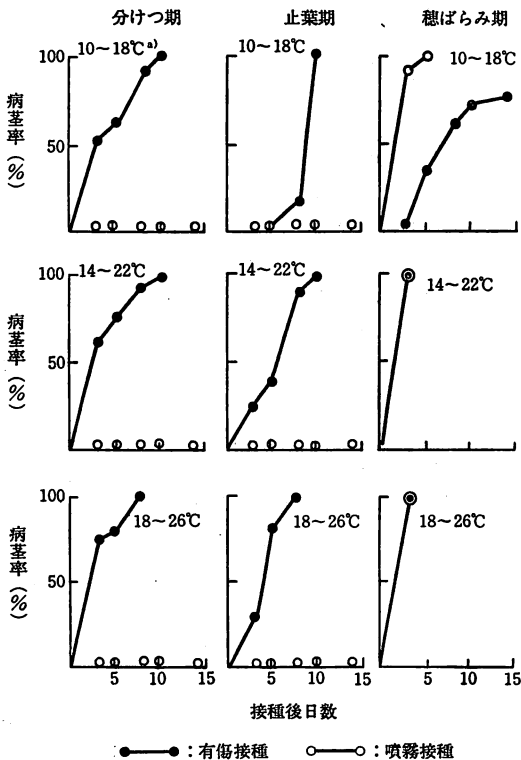 分けつ期 止葉期 穂ばらみ期
100 10～18℃a) 10～18℃ 10～18℃
病茎率(%)
50
100 14～22℃ 14～22℃ 14～22℃
病茎率(%)
50
100 18～26℃ 18～26℃ 18～26℃
病茎率(%)
50
5 10 15 5 10 15 5 10 15
接種後日数
●―●：有傷接種 ○―○：噴霧接種